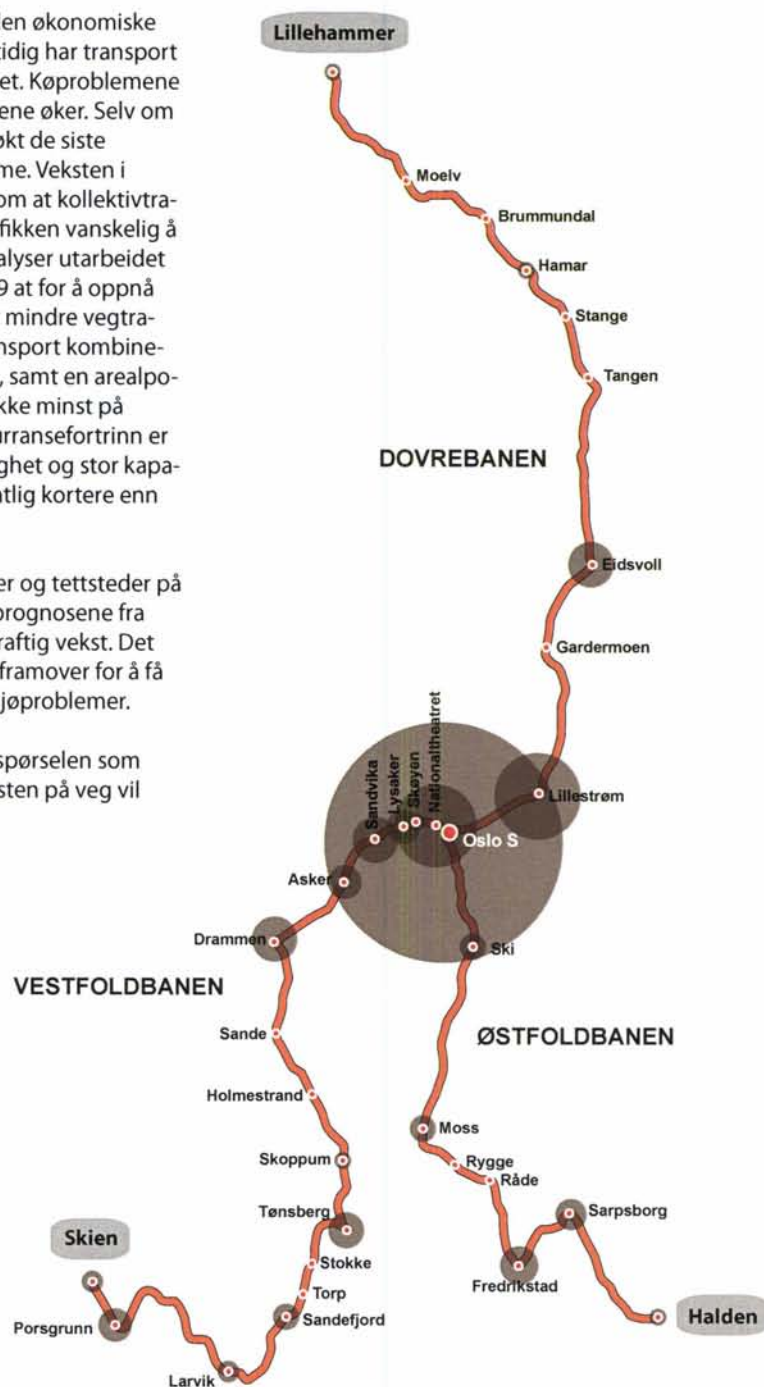 den økonomiske
tidig har transport
et. Køproblemene
ene øker. Selv om
økt de siste
me. Veksten i
om at kollektivtra-
fikken vanskelig å
alyser utarbeidet
9 at for å oppnå
mindre vegtra-
nsport kombine-
, samt en arealpo-
kke minst på
urransefortrinn er
ghet og stor kapa-
tlig kortere enn
er og tettsteder på
prognosene fra
raftig vekst. Det
framover for å få
jøproblemer.
spørselen som
sten på veg vil
Lillehammer
Moelv
Brummundal
Hamar
Stange
Tangen
DOVREBANEN
Eidsvoll
Gardermoen
Lillestrøm
Nationaltheatret
Skøyen
Lysaker
Sandvika
Oslo S
Asker
Drammen
Ski
VESTFOLDBANEN
ØSTFOLDBANEN
Sande
Holmestrand
Skoppum
Tønsberg
Stokke
Torp
Sandefjord
Larvik
Porsgrunn
Skien
Moss
Rygge
Råde
Sarpsborg
Fredrikstad
Halden